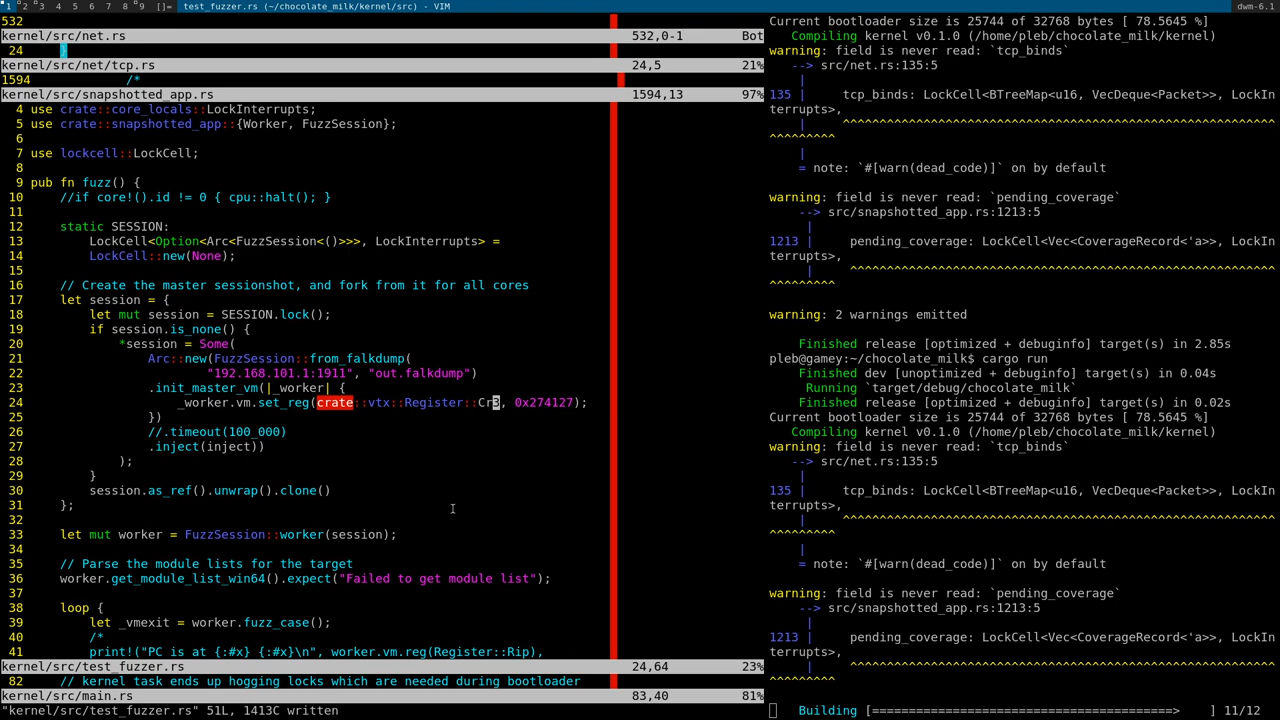 1 2 3 4 5 6 7 8 9 []= test_fuzzer.rs (~/chocolate_milk/kernel/src) - VIM dwm-6.1
532
kernel/src/net.rs 532,0-1 Bot
24 }
kernel/src/net/tcp.rs 24,5 21%
1594 /*
kernel/src/snapshotted_app.rs 1594,13 97%
4 use crate::core_locals::LockInterrupts;
5 use crate::snapshotted_app::{Worker, FuzzSession};
6
7 use lockcell::LockCell;
8
9 pub fn fuzz() {
10 //if core!().id != 0 { cpu::halt(); }
11
12 static SESSION:
13 LockCell<Option<Arc<FuzzSession<()>>>, LockInterrupts> =
14 LockCell::new(None);
15
16 // Create the master sessionshot, and fork from it for all cores
17 let session = {
18 let mut session = SESSION.lock();
19 if session.is_none() {
20 *session = Some(
21 Arc::new(FuzzSession::from_falkdump(
22 "192.168.101.1:1911", "out.falkdump")
23 .init_master_vm(|_worker| {
24 _worker.vm.set_reg(crate::vtx::Register::Cr3, 0x274127);
25 })
26 //.timeout(100_000)
27 .inject(inject))
28 );
29 }
30 session.as_ref().unwrap().clone()
31 };
32
33 let mut worker = FuzzSession::worker(session);
34
35 // Parse the module lists for the target
36 worker.get_module_list_win64().expect("Failed to get module list");
37
38 loop {
39 let _vmexit = worker.fuzz_case();
40 /*
41 print!("PC is at {:#x} {:#x}\n", worker.vm.reg(Register::Rip),
kernel/src/test_fuzzer.rs 24,64 23%
82 // kernel task ends up hogging locks which are needed during bootloader
kernel/src/main.rs 83,40 81%
"kernel/src/test_fuzzer.rs" 51L, 1413C written
Current bootloader size is 25744 of 32768 bytes [ 78.5645 %]
Compiling kernel v0.1.0 (/home/pleb/chocolate_milk/kernel)
warning: field is never read: `tcp_binds`
--> src/net.rs:135:5
|
135 | tcp_binds: LockCell<BTreeMap<u16, VecDeque<Packet>>, LockIn
terrupts>,
| ^^^^^^^^^^^^^^^^^^^^^^^^^^^^^^^^^^^^^^^^^^^^^^^^^^^^^^^^^^^
^^^^^^^^^
|
= note: `#[warn(dead_code)]` on by default
warning: field is never read: `pending_coverage`
--> src/snapshotted_app.rs:1213:5
|
1213 | pending_coverage: LockCell<Vec<CoverageRecord<'a>>, LockIn
terrupts>,
| ^^^^^^^^^^^^^^^^^^^^^^^^^^^^^^^^^^^^^^^^^^^^^^^^^^^^^^^^^^
^^^^^^^^^
warning: 2 warnings emitted
Finished release [optimized + debuginfo] target(s) in 2.85s
pleb@gamey:~/chocolate_milk$ cargo run
Finished dev [unoptimized + debuginfo] target(s) in 0.04s
Running `target/debug/chocolate_milk`
Finished release [optimized + debuginfo] target(s) in 0.02s
Current bootloader size is 25744 of 32768 bytes [ 78.5645 %]
Compiling kernel v0.1.0 (/home/pleb/chocolate_milk/kernel)
warning: field is never read: `tcp_binds`
--> src/net.rs:135:5
|
135 | tcp_binds: LockCell<BTreeMap<u16, VecDeque<Packet>>, LockIn
terrupts>,
| ^^^^^^^^^^^^^^^^^^^^^^^^^^^^^^^^^^^^^^^^^^^^^^^^^^^^^^^^^^^
^^^^^^^^^
|
= note: `#[warn(dead_code)]` on by default
warning: field is never read: `pending_coverage`
--> src/snapshotted_app.rs:1213:5
|
1213 | pending_coverage: LockCell<Vec<CoverageRecord<'a>>, LockIn
terrupts>,
| ^^^^^^^^^^^^^^^^^^^^^^^^^^^^^^^^^^^^^^^^^^^^^^^^^^^^^^^^^^
^^^^^^^^^
Building [=========================================> ] 11/12